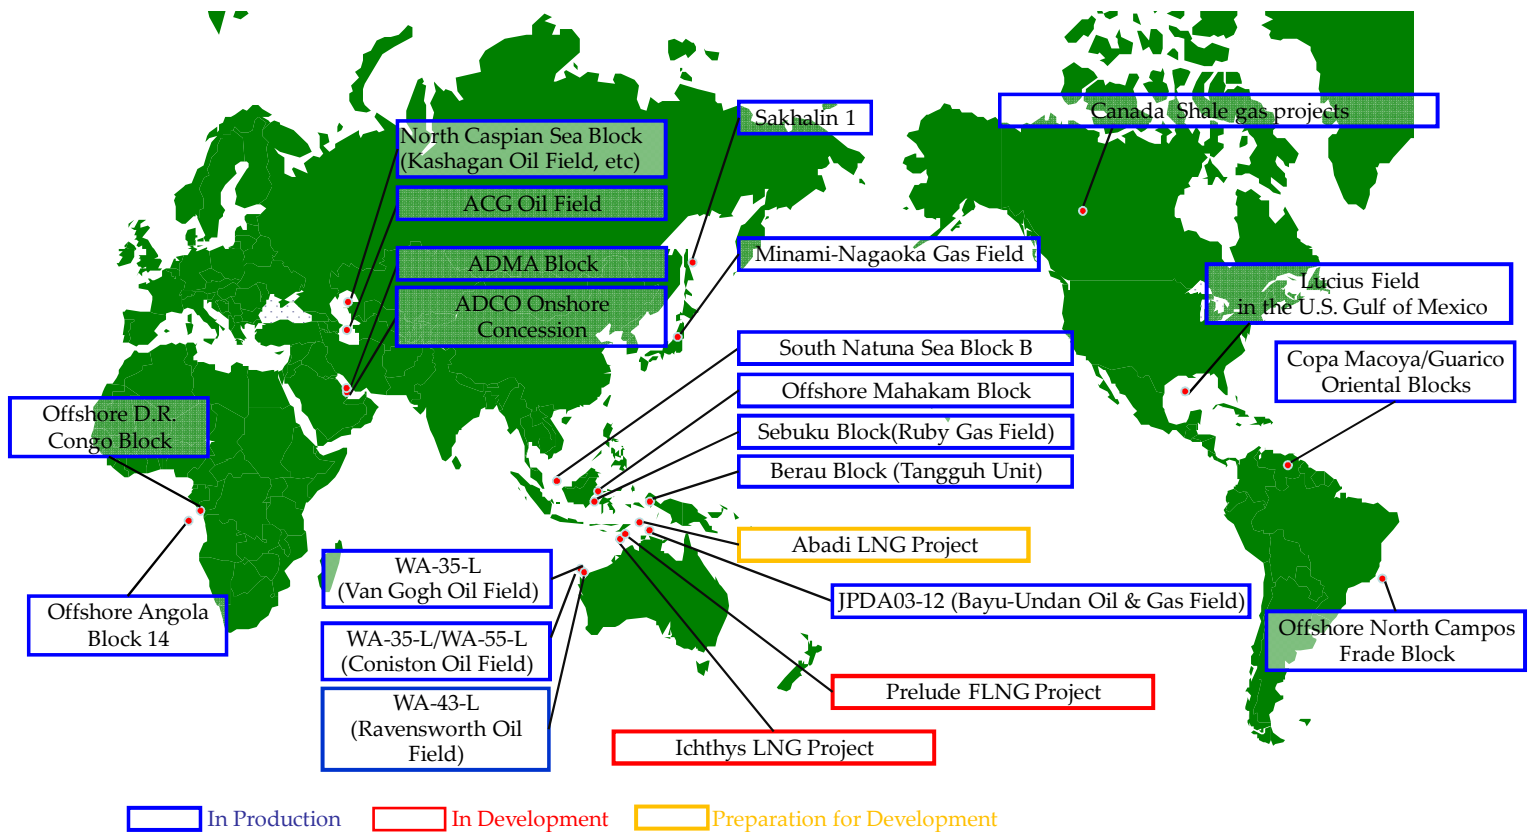 Sakhalin 1
Canada Shale gas projects
North Caspian Sea Block
(Kashagan Oil Field, etc)
ACG Oil Field
ADMA Block
ADCO Onshore
Concession
Minami-Nagaoka Gas Field
Lucius Field
in the U.S. Gulf of Mexico
South Natuna Sea Block B
Copa Macoya/Guarico
Oriental Blocks
Offshore Mahakam Block
Offshore D.R.
Congo Block
Sebuku Block(Ruby Gas Field)
Berau Block (Tangguh Unit)
Abadi LNG Project
WA-35-L
(Van Gogh Oil Field)
JPDA03-12 (Bayu-Undan Oil & Gas Field)
Offshore Angola
Block 14
WA-35-L/WA-55-L
(Coniston Oil Field)
Offshore North Campos
Frade Block
Prelude FLNG Project
WA-43-L
(Ravensworth Oil
Field)
Ichthys LNG Project
In Production
In Development
Preparation for Development